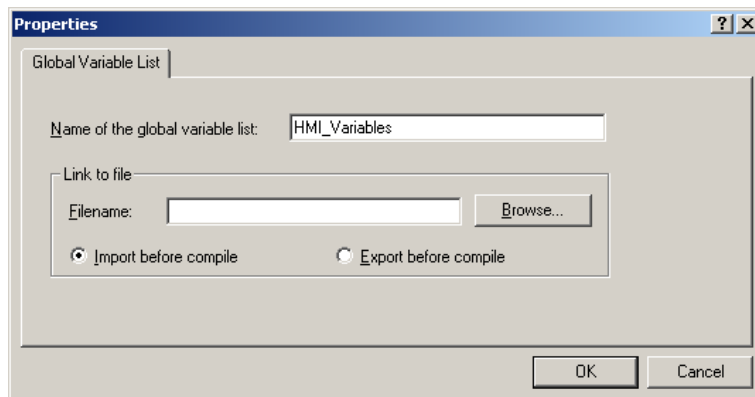 Properties
Global Variable List
Name of the global variable list: HMI_Variables
Link to file
Filename: Browse...
Import before compile Export before compile
OK Cancel